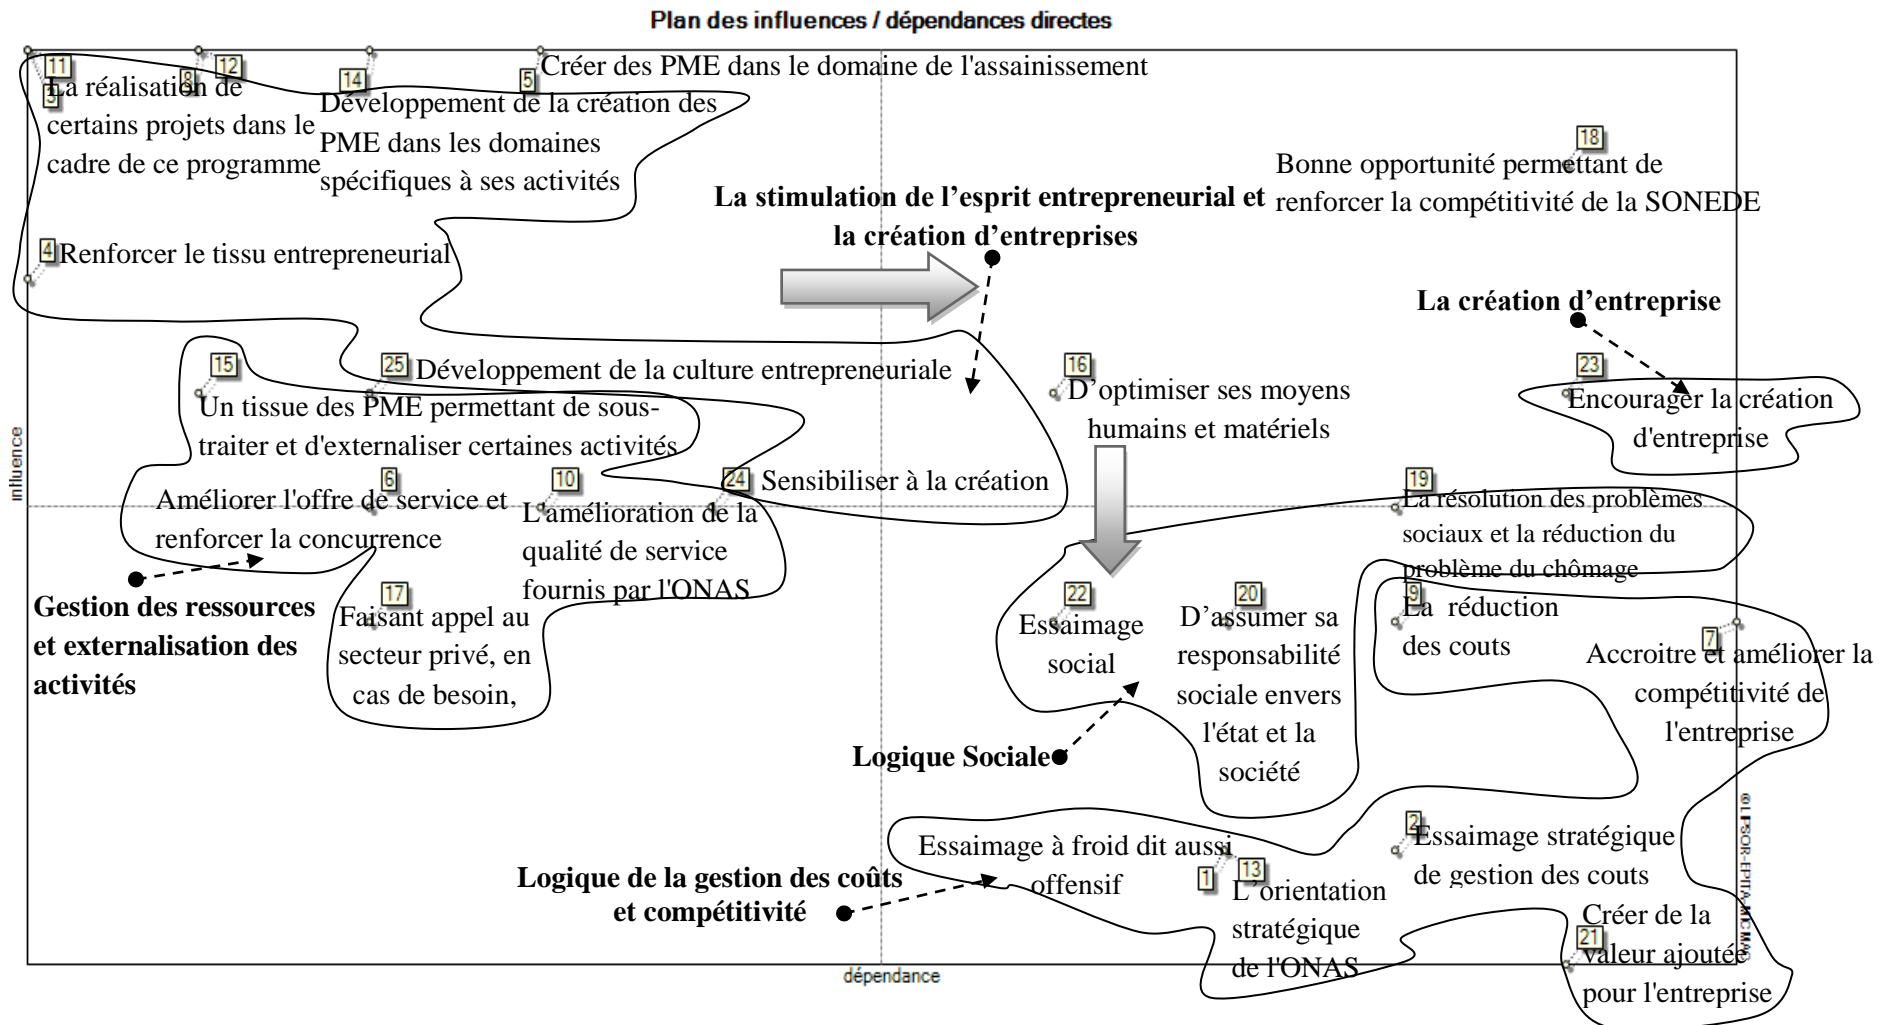 Plan des influences / dépendances directes
11
8
12
14
5
Créer des PME dans le domaine de l'assainissement
3
La réalisation de
certains projets dans le
cadre de ce programme
Développement de la création des
PME dans les domaines
spécifiques à ses activités
18
Bonne opportunité permettant de
renforcer la compétitivité de la SONEDE
La stimulation de l’esprit entrepreneurial et
la création d’entreprises
4
Renforcer le tissu entrepreneurial
La création d’entreprise
15
25
Développement de la culture entrepreneuriale
16
D’optimiser ses moyens
humains et matériels
23
Encourager la création
d'entreprise
Un tissue des PME permettant de sous-
traiter et d'externaliser certaines activités
influence
6
Améliorer l'offre de service et
renforcer la concurrence
10
L'amélioration de la
qualité de service
fournis par l'ONAS
24
Sensibiliser à la création
19
La résolution des problèmes
sociaux et la réduction du
problème du chômage
Gestion des ressources
et externalisation des
activités
17
Faisant appel au
secteur privé, en
cas de besoin,
22
Essaimage
social
20
D’assumer sa
responsabilité
sociale envers
l'état et la
société
9
La réduction
des couts
7
Accroitre et améliorer la
compétitivité de
l'entreprise
Logique Sociale
Essaimage à froid dit aussi
offensif
1
13
L’orientation
stratégique
de l'ONAS
2
Essaimage stratégique
de gestion des couts
Logique de la gestion des coûts
et compétitivité
21
Créer de la
valeur ajoutée
pour l'entreprise
dépendance
© LIPSOR-EPITA-MICMAC